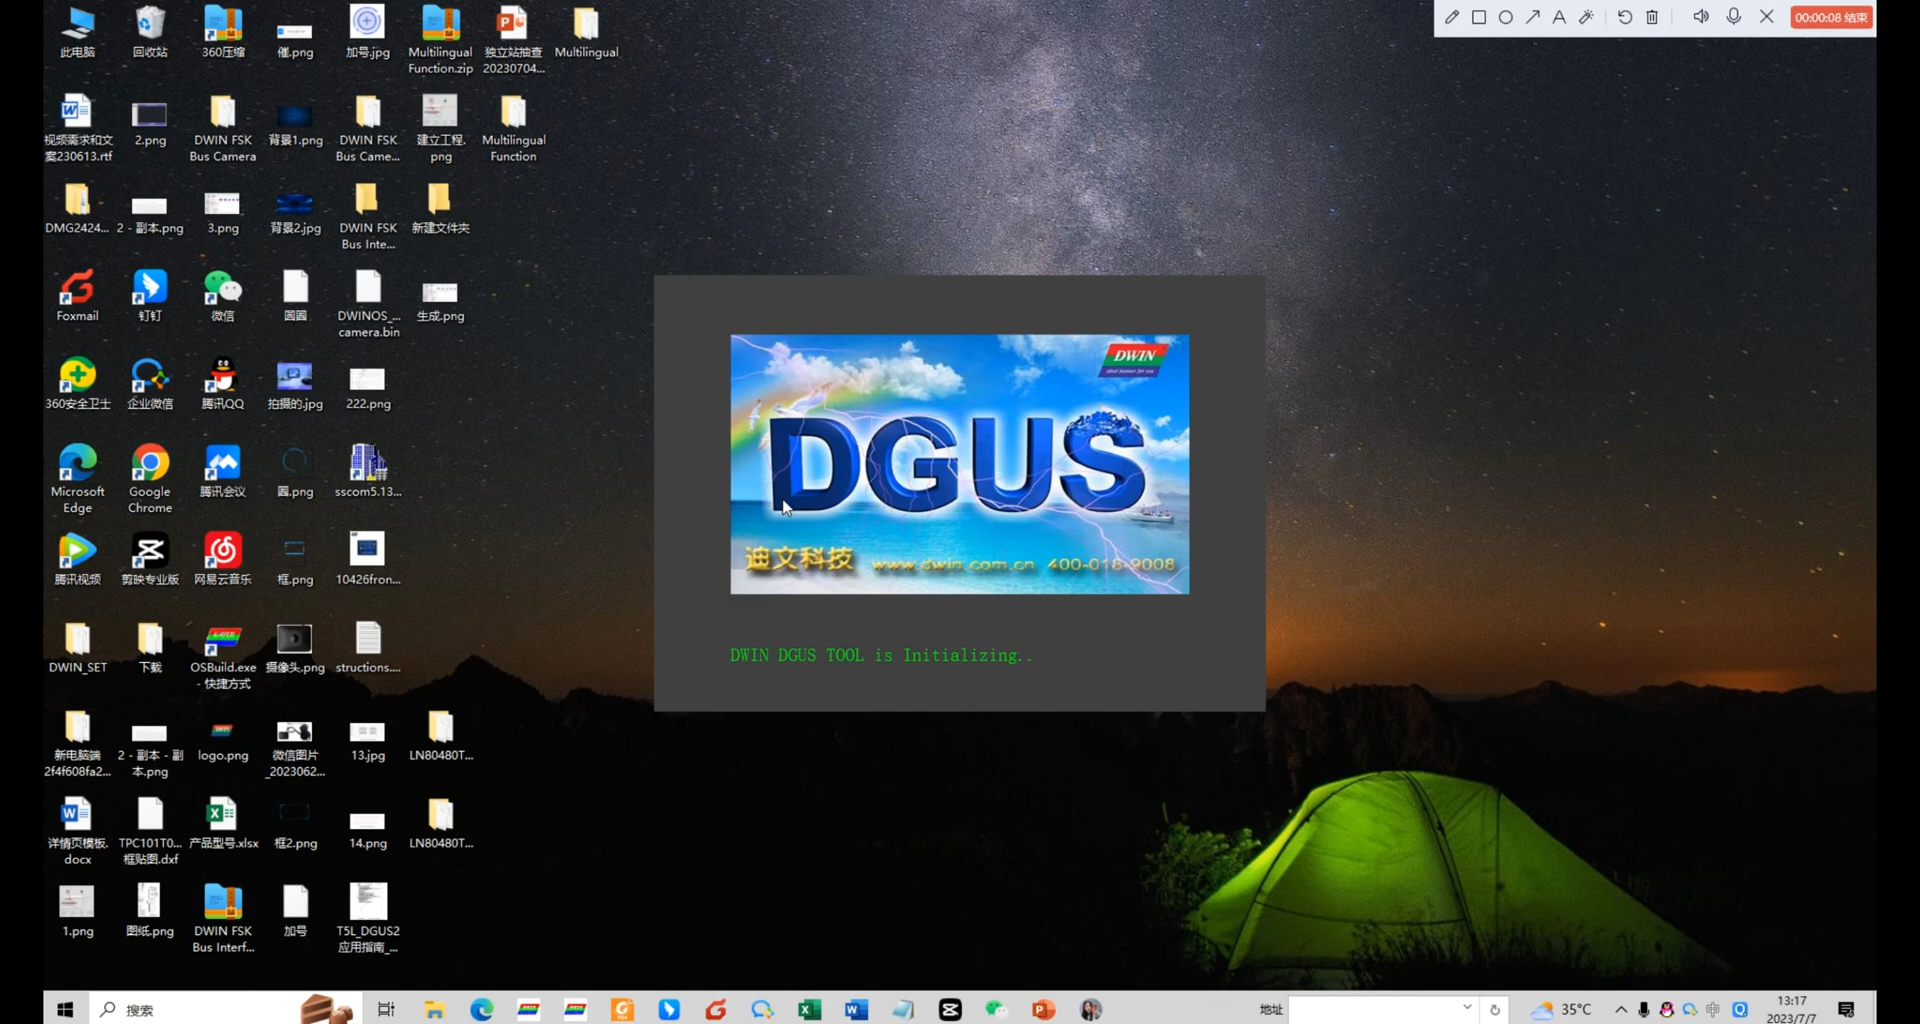 00:00:08 结束
此电脑
回收站
360压缩
催.png
加号.jpg
Multilingual
Function.zip
独立站抽查
20230704...
Multilingual
视频需求和文
案230613.rtf
2.png
DWIN FSK
Bus Camera
背景1.png
DWIN FSK
Bus Came...
建立工程.
png
Multilingual
Function
DMG2424...
2 - 副本.png
3.png
背景2.jpg
DWIN FSK
Bus Inte...
新建文件夹
Foxmail
钉钉
微信
圆圈
DWINOS_...
camera.bin
生成.png
360安全卫士
企业微信
腾讯QQ
拍摄的.jpg
222.png
Microsoft
Edge
Google
Chrome
腾讯会议
圆.png
sscom5.13...
腾讯视频
剪映专业版
网易云音乐
框.png
10426fron...
DWIN_SET
下载
OSBuild.exe
- 快捷方式
摄像头.png
structions....
新电脑端
2f4f608fa2...
2 - 副本 - 副
本.png
logo.png
微信图片
_2023062...
13.jpg
LN80480T...
详情页模板.
docx
TPC101T0...
框贴图.dxf
产品型号.xlsx
框2.png
14.png
LN80480T...
1.png
图纸.png
DWIN FSK
Bus Interf...
加号
T5L_DGUS2
应用指南_...
DWIN
DGUS
迪文科技 www.dwin.com.cn 400-018-9008
DWIN DGUS TOOL is Initializing..
搜索
地址
35°C
中
13:17
2023/7/7